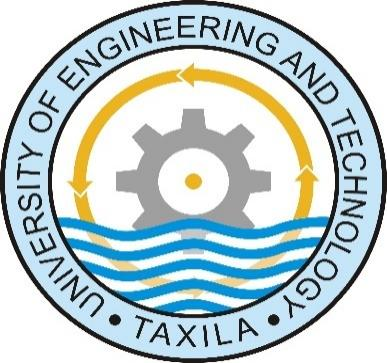 UNIVERSITY OF ENGINEERING AND TECHNOLOGY
• TAXILA •